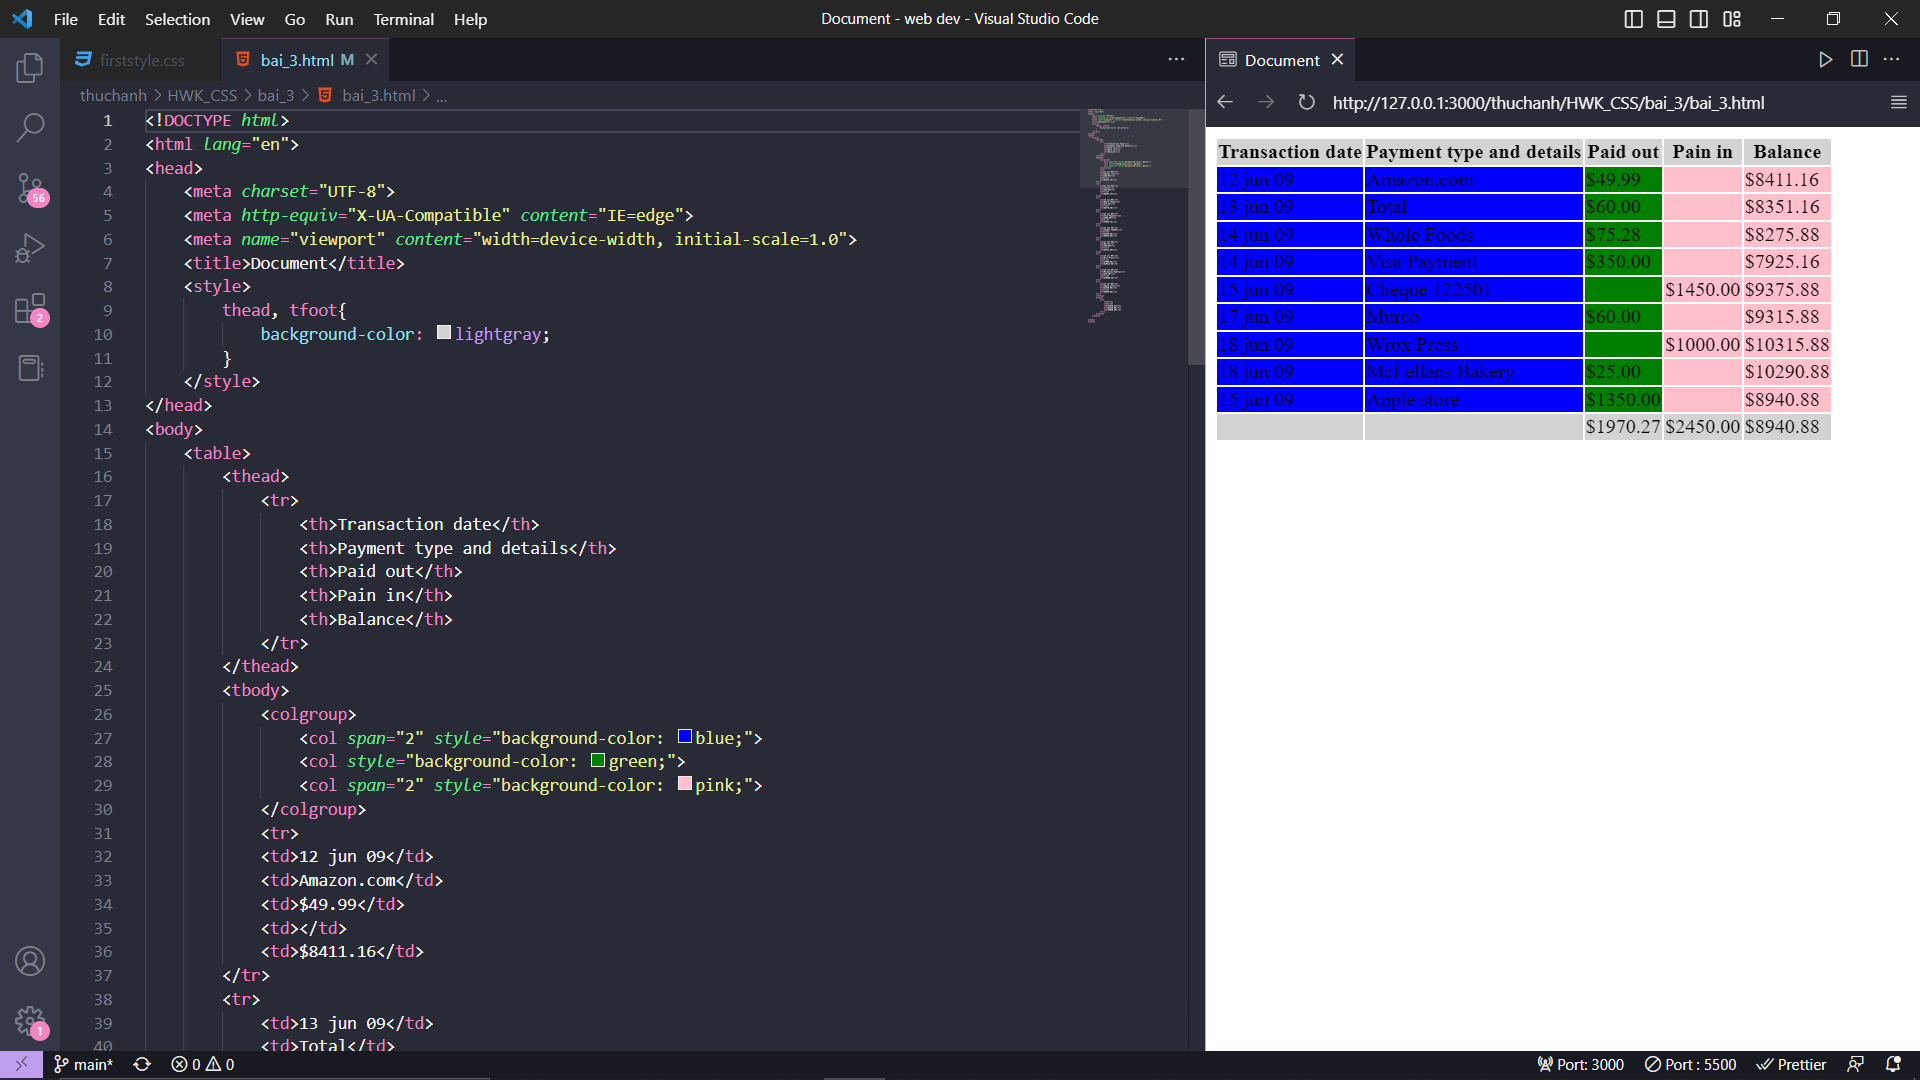 File Edit Selection View Go Run Terminal Help
Document - web dev - Visual Studio Code
firststyle.css
bai_3.html M
thuchanh > HWK_CSS > bai_3 > bai_3.html > ...
1 <!DOCTYPE html>
2 <html lang="en">
3 <head>
4 <meta charset="UTF-8">
5 <meta http-equiv="X-UA-Compatible" content="IE=edge">
6 <meta name="viewport" content="width=device-width, initial-scale=1.0">
7 <title>Document</title>
8 <style>
9 thead, tfoot{
10 background-color: lightgray;
11 }
12 </style>
13 </head>
14 <body>
15 <table>
16 <thead>
17 <tr>
18 <th>Transaction date</th>
19 <th>Payment type and details</th>
20 <th>Paid out</th>
21 <th>Pain in</th>
22 <th>Balance</th>
23 </tr>
24 </thead>
25 <tbody>
26 <colgroup>
27 <col span="2" style="background-color: blue;">
28 <col style="background-color: green;">
29 <col span="2" style="background-color: pink;">
30 </colgroup>
31 <tr>
32 <td>12 jun 09</td>
33 <td>Amazon.com</td>
34 <td>$49.99</td>
35 <td></td>
36 <td>$8411.16</td>
37 </tr>
38 <tr>
39 <td>13 jun 09</td>
40 <td>Total</td>
56
2
1
Document
http://127.0.0.1:3000/thuchanh/HWK_CSS/bai_3/bai_3.html
Transaction date Payment type and details Paid out Pain in Balance
12 jun 09 Amazon.com $49.99 $8411.16
13 jun 09 Total $60.00 $8351.16
14 jun 09 Whole Foods $75.28 $8275.88
14 jun 09 Visa Payment $350.00 $7925.16
15 jun 09 Cheque 122501 $1450.00 $9375.88
17 jun 09 Murco $60.00 $9315.88
18 jun 09 Wrox Press $1000.00 $10315.88
18 jun 09 McLellans Bakery $25.00 $10290.88
15 jun 09 Apple store $1350.00 $8940.88
$1970.27 $2450.00 $8940.88
main* 0 0
Port: 3000 Port : 5500 Prettier